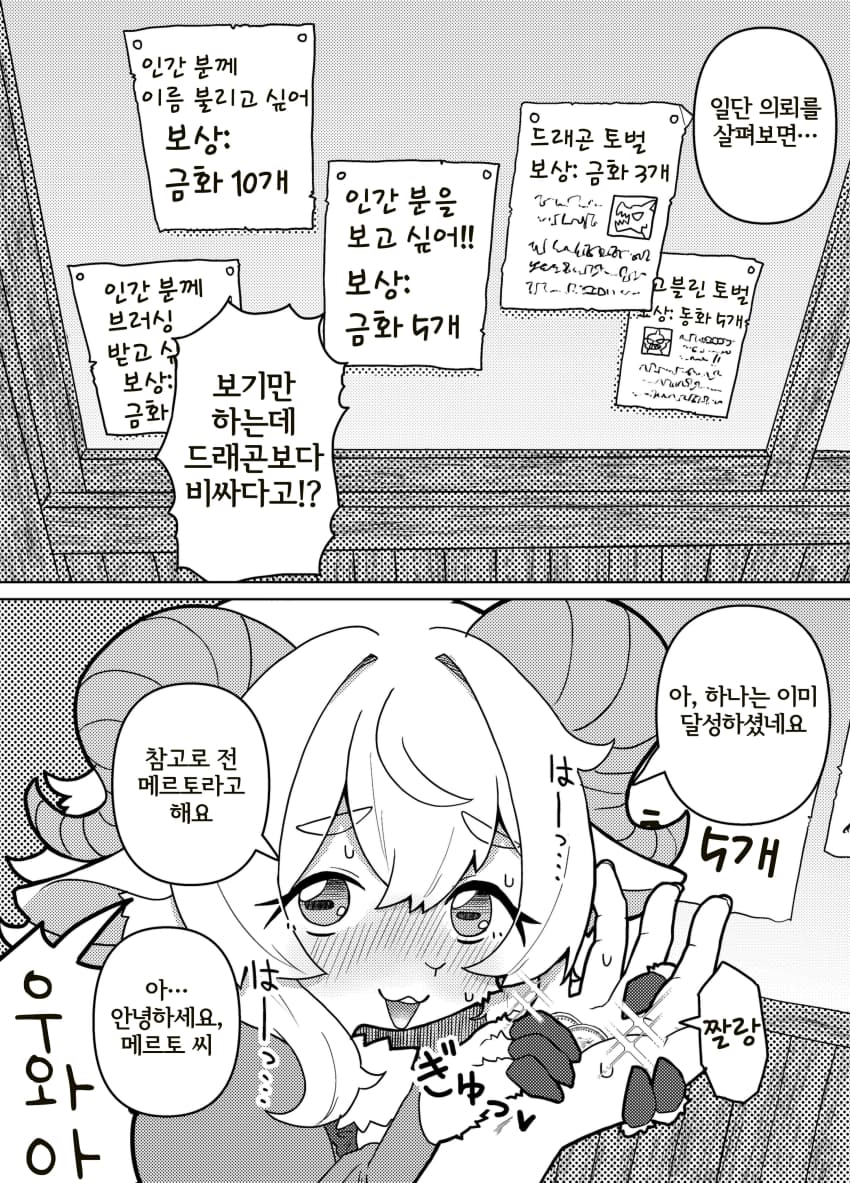 인간 분께
이름 불리고 싶어
보상:
금화 10개
일단 의뢰를
살펴보면…
드래곤 토벌
보상: 금화 3개
인간 분을
보고 싶어!!
보상:
금화 5개
고블린 토벌
보상: 동화 5개
인간 분께
브러싱
받고 싶
보상:
금화
보기만
하는데
드래곤보다
비싸다고!?
아, 하나는 이미
달성하셨네요
5개
참고로 전
메르토라고
해요
はーっ…
아…
안녕하세요,
메르토 씨
はーっ…
우와아
ぎゅっ♥
짤랑